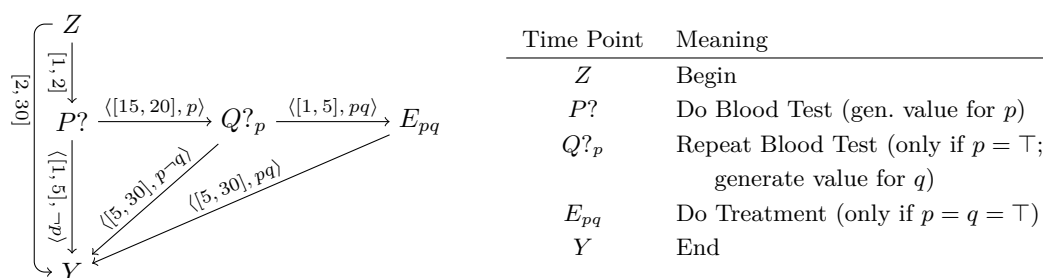 Z
[2, 30]
[1, 2]
P?
⟨[15, 20], p⟩
Q?ₚ
⟨[1, 5], pq⟩
E_pq
⟨[1, 5], ¬p⟩
⟨[5, 30], p¬q⟩
⟨[5, 30], pq⟩
Y
Time Point Meaning
Z Begin
P? Do Blood Test (gen. value for p)
Q?ₚ Repeat Blood Test (only if p = ⊤;
generate value for q)
E_pq Do Treatment (only if p = q = ⊤)
Y End